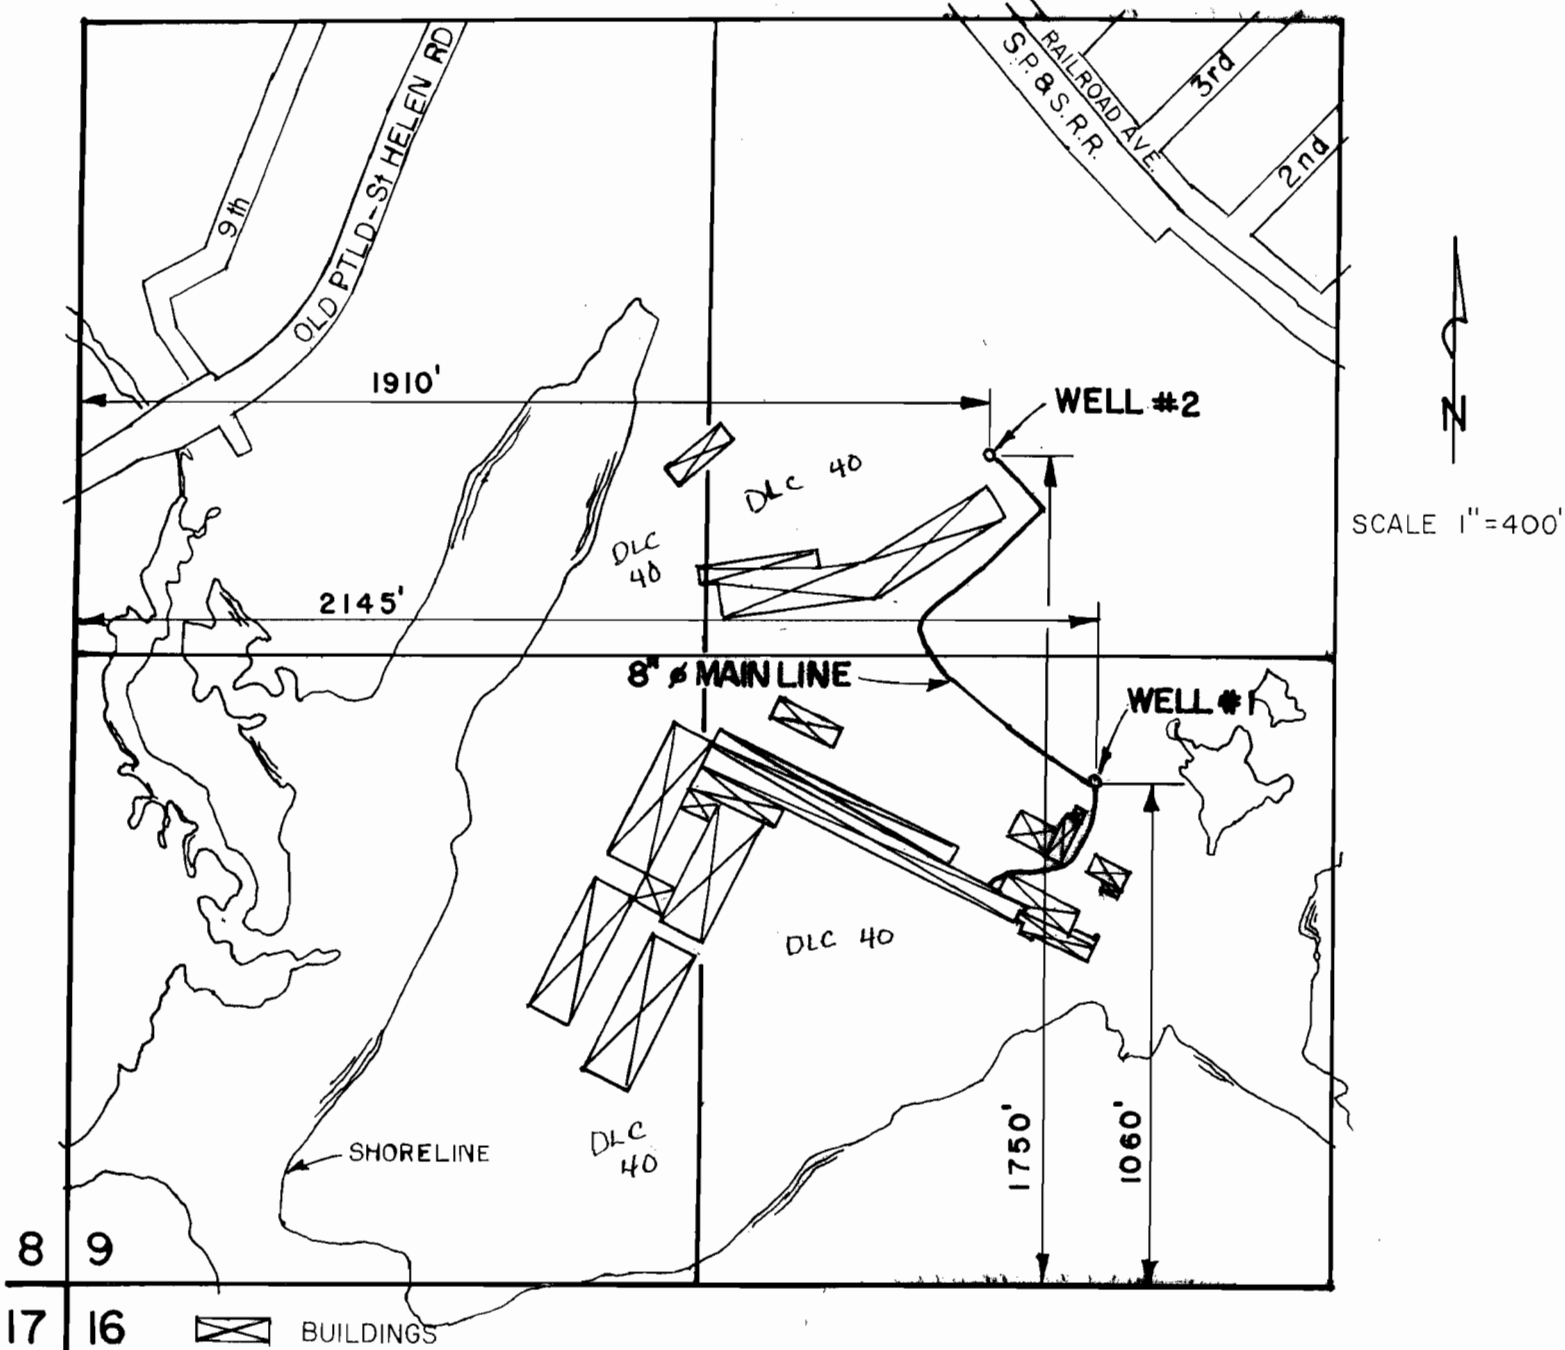 RAILROAD AVE.
S.P. & S. R.R.
3rd
2nd
9th
OLD PTLD-St HELEN RD
1910'
WELL #2
N
DLC 40
SCALE 1"=400'
DLC
40
2145'
8" ø MAIN LINE
WELL #1
DLC 40
1750'
1060'
DLC
40
SHORELINE
8 9
17 16
BUILDINGS